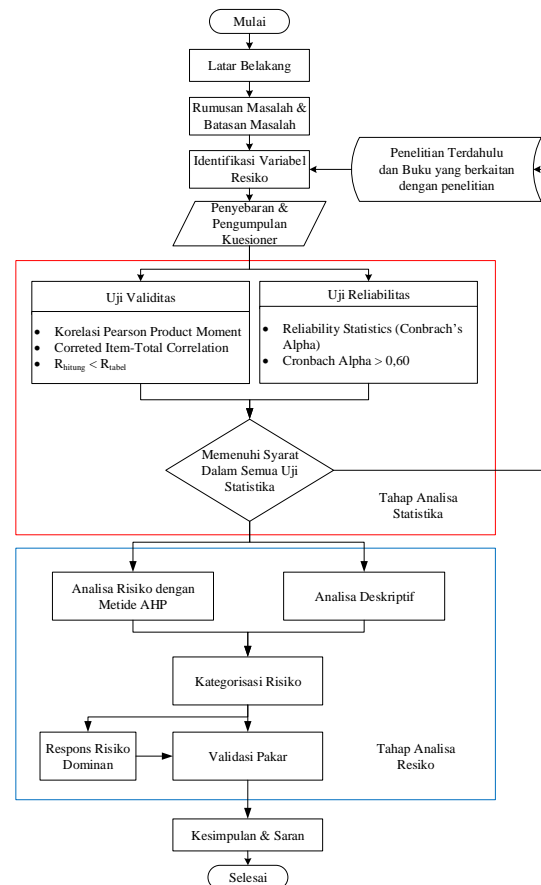 Mulai
Latar Belakang
Rumusan Masalah &
Batasan Masalah
Identifikasi Variabel
Resiko
Penelitian Terdahulu
dan Buku yang berkaitan
dengan penelitian
Penyebaran &
Pengumpulan
Kuesioner
Uji Validitas
• Korelasi Pearson Product Moment
• Correted Item-Total Correlation
• Rhitung < Rtabel
Uji Reliabilitas
• Reliability Statistics (Conbrach's
Alpha)
• Cronbach Alpha > 0,60
Memenuhi Syarat
Dalam Semua Uji
Statistika
Tahap Analisa
Statistika
Analisa Risiko dengan
Metide AHP
Analisa Deskriptif
Kategorisasi Risiko
Respons Risiko
Dominan
Validasi Pakar
Tahap Analisa
Resiko
Kesimpulan & Saran
Selesai